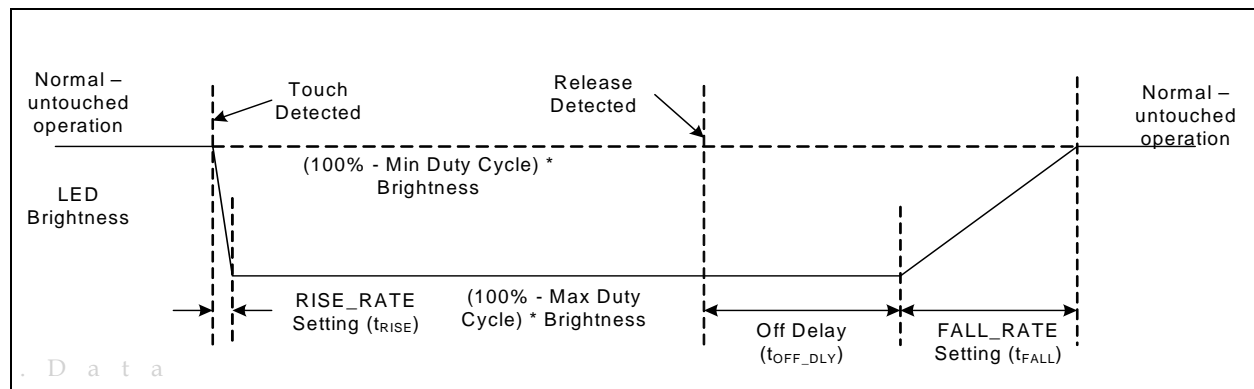 Normal –
untouched
operation
Touch
Detected
Release
Detected
Normal –
untouched
operation
(100% - Min Duty Cycle) *
Brightness
LED
Brightness
RISE_RATE
Setting (tRISE)
(100% - Max Duty
Cycle) * Brightness
Off Delay
(tOFF_DLY)
FALL_RATE
Setting (tFALL)
. D a t a